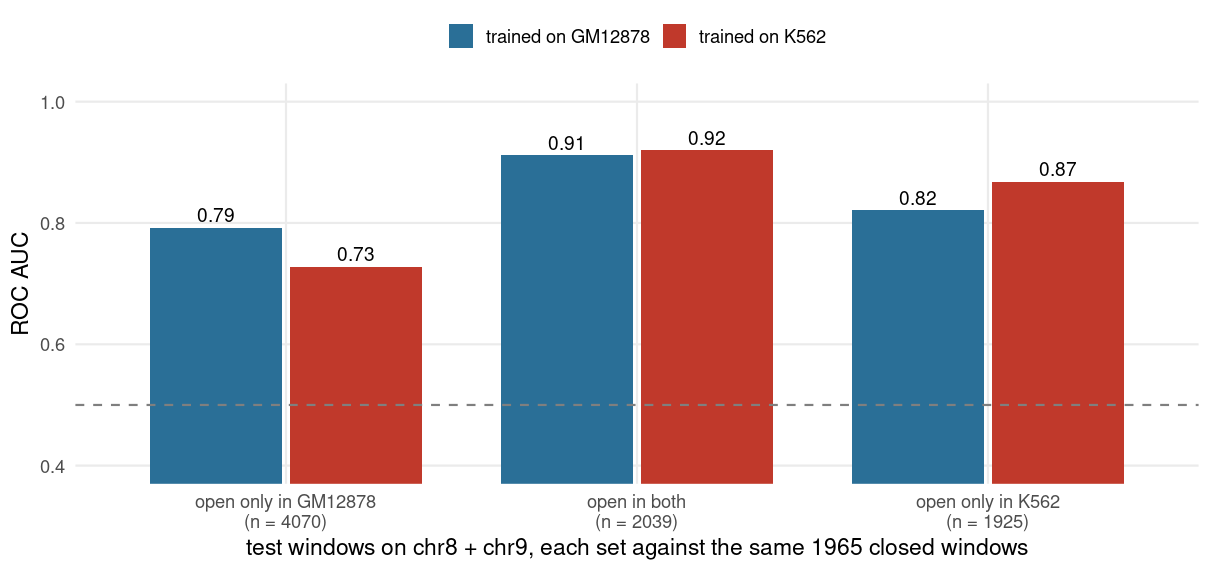 trained on GM12878 trained on K562
ROC AUC
1.0
0.8
0.6
0.4
0.79
0.73
0.91
0.92
0.82
0.87
open only in GM12878
(n = 4070)
open in both
(n = 2039)
open only in K562
(n = 1925)
test windows on chr8 + chr9, each set against the same 1965 closed windows